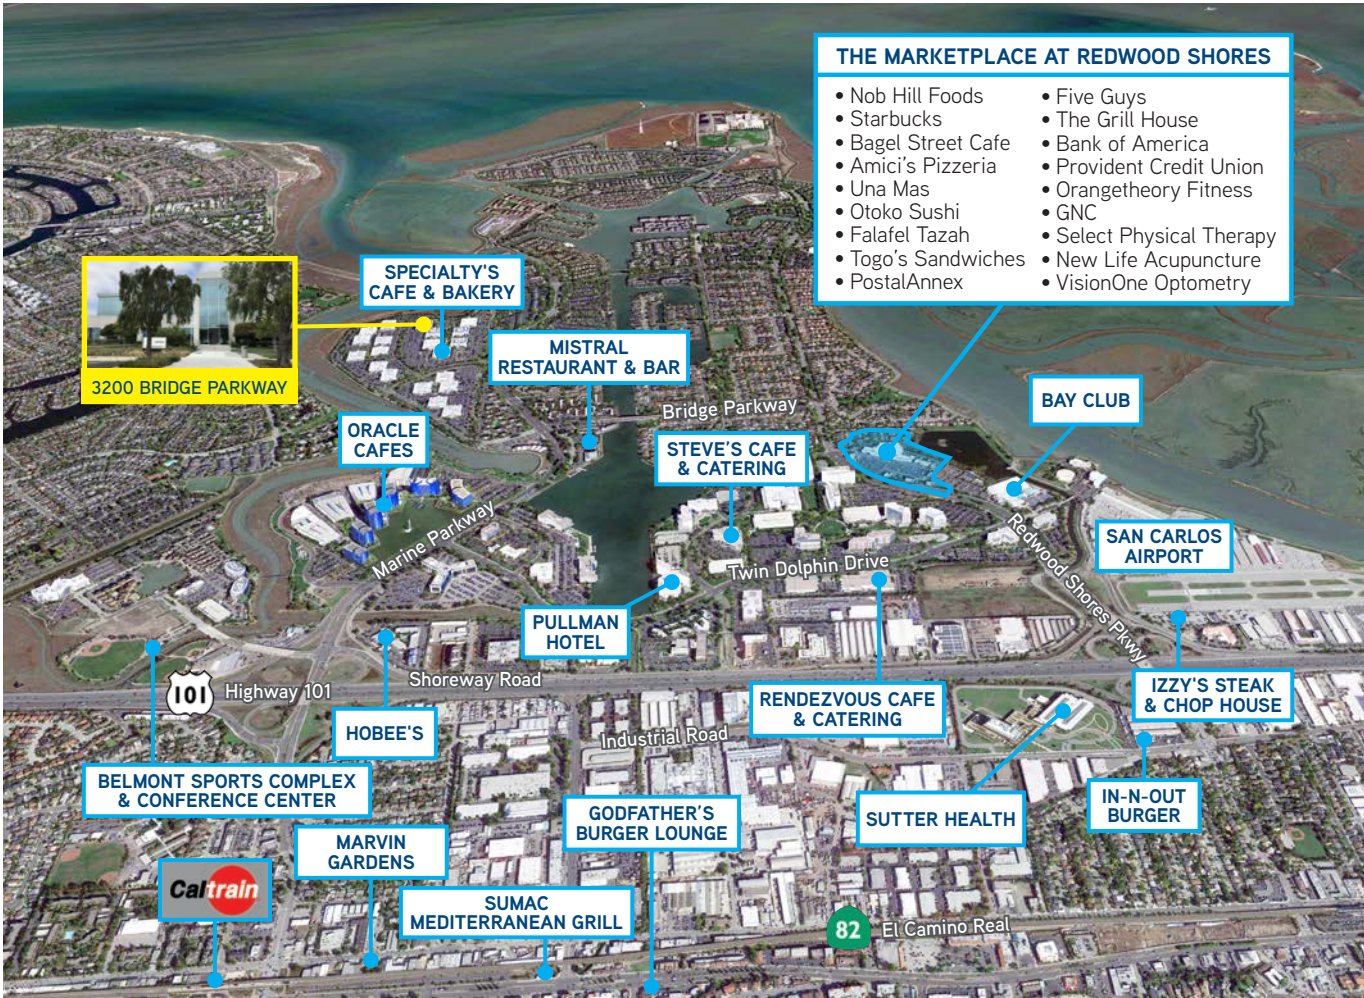 THE MARKETPLACE AT REDWOOD SHORES
• Nob Hill Foods
• Starbucks
• Bagel Street Cafe
• Amici's Pizzeria
• Una Mas
• Otoko Sushi
• Falafel Tazah
• Togo's Sandwiches
• PostalAnnex
• Five Guys
• The Grill House
• Bank of America
• Provident Credit Union
• Orangetheory Fitness
• GNC
• Select Physical Therapy
• New Life Acupuncture
• VisionOne Optometry
SPECIALTY'S
CAFE & BAKERY
3200 BRIDGE PARKWAY
MISTRAL
RESTAURANT & BAR
Bridge Parkway
BAY CLUB
ORACLE
CAFES
STEVE'S CAFE
& CATERING
Marine Parkway
Redwood Shores Pkwy
SAN CARLOS
AIRPORT
Twin Dolphin Drive
PULLMAN
HOTEL
101
Highway 101
Shoreway Road
RENDEZVOUS CAFE
& CATERING
IZZY'S STEAK
& CHOP HOUSE
HOBEE'S
Industrial Road
BELMONT SPORTS COMPLEX
& CONFERENCE CENTER
GODFATHER'S
BURGER LOUNGE
SUTTER HEALTH
IN-N-OUT
BURGER
MARVIN
GARDENS
Caltrain
SUMAC
MEDITERRANEAN GRILL
82
El Camino Real